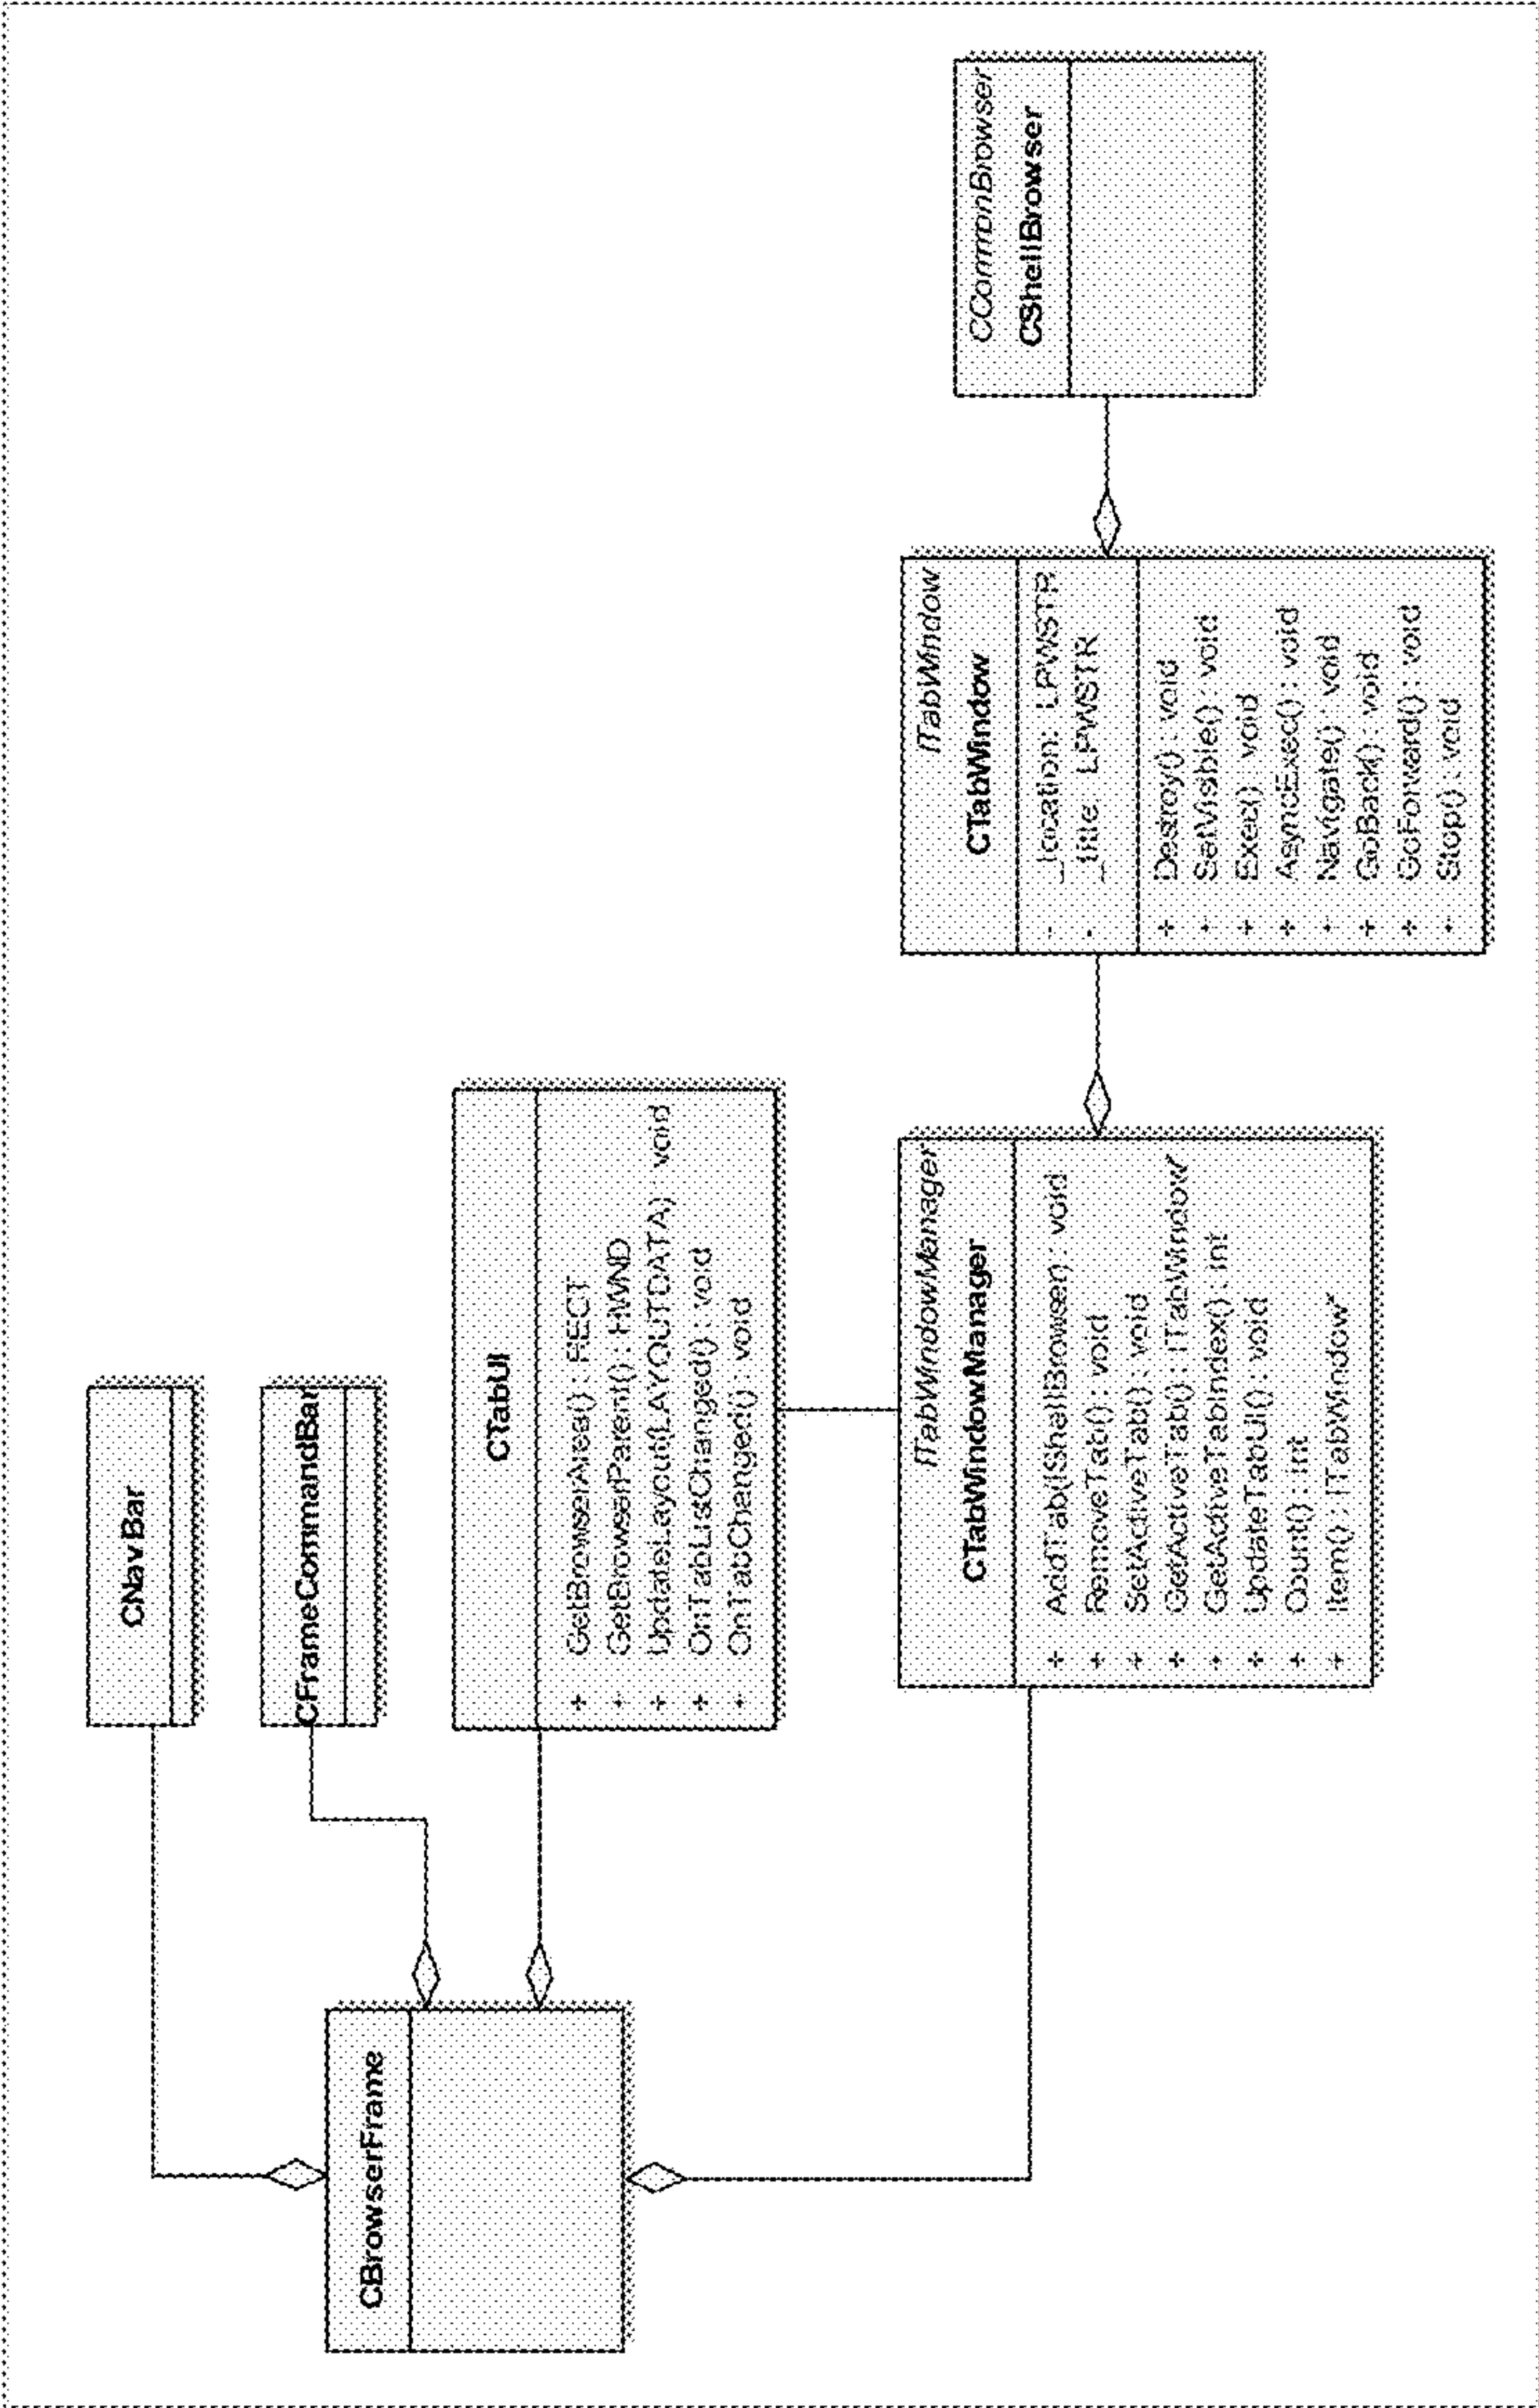 CNavBar
CFrameCommandBar
CBrowserFrame
CTabUI
+ GetBrowserArea() : RECT
+ GetBrowserParent() : HWND
+ UpdateLayout(LAYOUTDATA) : void
+ OnTabListChanged() : void
+ OnTabChanged() : void
ITabWindowManager
CTabWindowManager
+ AddTab(IShellBrowser) : void
+ RemoveTab() : void
+ SetActiveTab() : void
+ GetActiveTab() : ITabWindow*
+ GetActiveTabIndex() : int
+ UpdateTabUI() : void
+ Count() : int
+ Item() : ITabWindow*
ITabWindow
CTabWindow
- _location: LPWSTR
- _title: LPWSTR
+ Destroy() : void
+ SetVisible() : void
+ Exec() : void
+ AsyncExec() : void
+ Navigate() : void
+ GoBack() : void
+ GoForward() : void
+ Stop() : void
CCommonBrowser
CShellBrowser